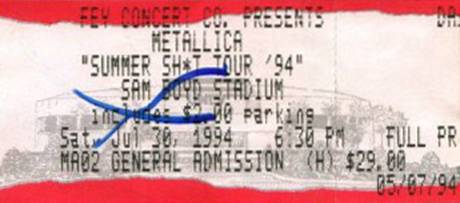 FEY CONCERT CO. PRESENTS DA
METALLICA
"SUMMER SH*T TOUR '94"
SAM BOYD STADIUM
includes $2.00 parking
Sat, Jul 30, 1994 6:30 PM FULL PR
MA02 GENERAL ADMISSION (H) $29.00
05/07/94